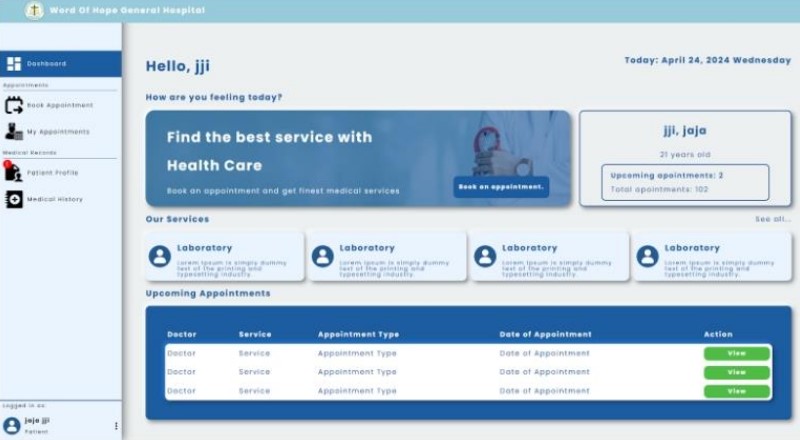 Word Of Hope General Hospital
Dashboard
Appointments
Book Appointment
My Appointments
Medical Records
Patient Profile
Medical History
Logged in as:
jaja jji
Patient
Hello, jji
Today: April 24, 2024 Wednesday
How are you feeling today?
Find the best service with
Health Care
Book an appointment and get finest medical services
Book an appointment.
jji, jaja
21 years old
Upcoming apointments: 2
Total apointments: 102
Our Services
See all...
Laboratory
Lorem Ipsum is simply dummy
text of the printing and
typesetting industry.
Laboratory
Lorem Ipsum is simply dummy
text of the printing and
typesetting industry.
Laboratory
Lorem Ipsum is simply dummy
text of the printing and
typesetting industry.
Laboratory
Lorem Ipsum is simply dummy
text of the printing and
typesetting industry.
Upcoming Appointments
Doctor Service Appointment Type Date of Appointment Action
Doctor Service Appointment Type Date of Appointment View
Doctor Service Appointment Type Date of Appointment View
Doctor Service Appointment Type Date of Appointment View